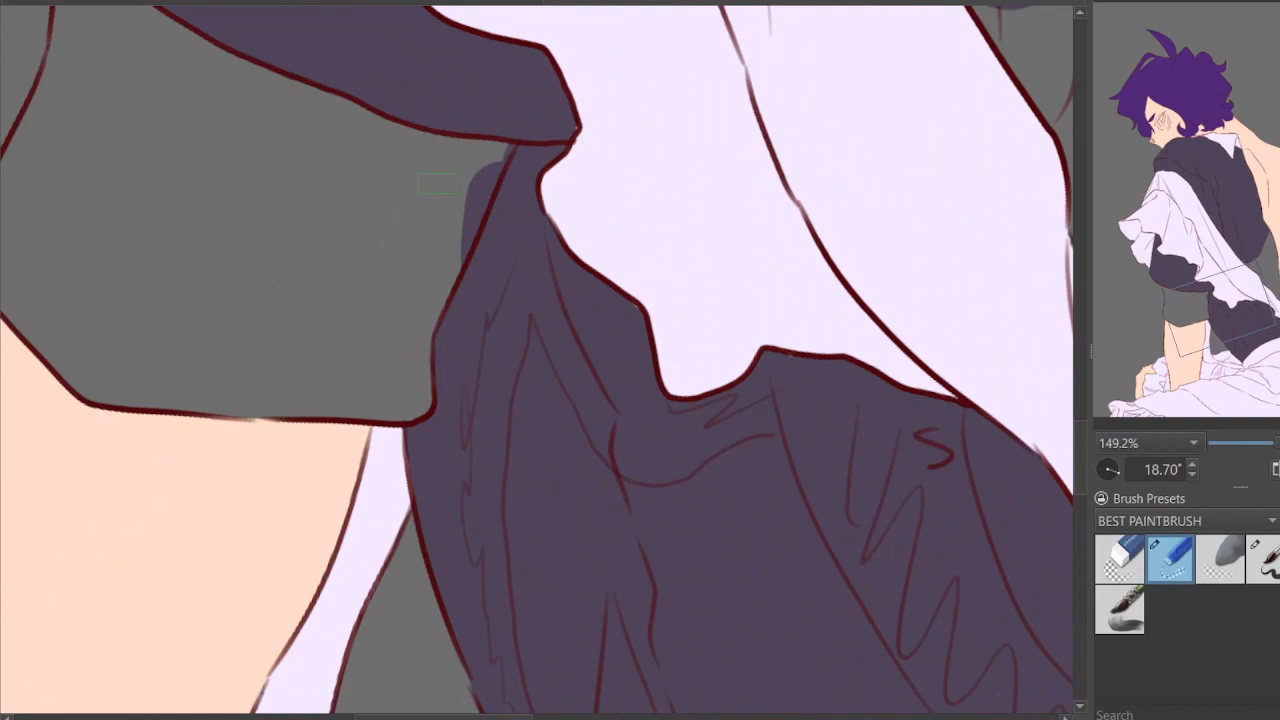 149.2%
18.70°
Brush Presets
BEST PAINTBRUSH
Search